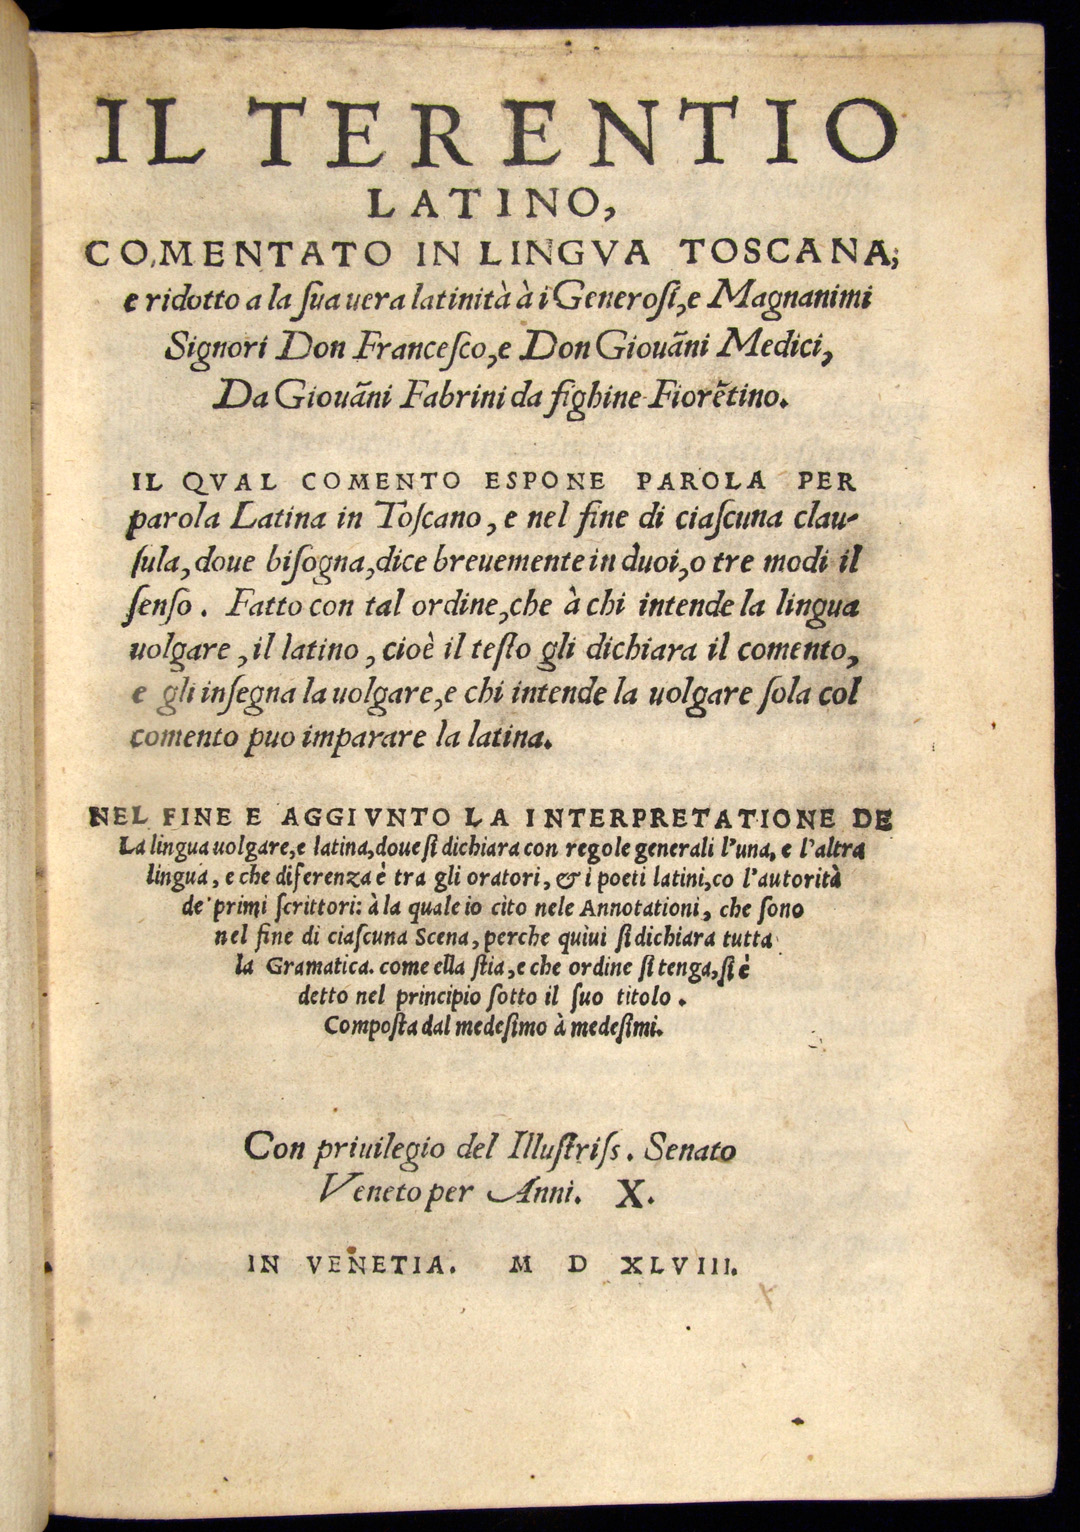 IL TERENTIO
LATINO,
COMENTATO IN LINGVA TOSCANA;
e ridotto a la ſua uera latinità à i Generoſi, e Magnanimi
Signori Don Franceſco, e Don Giouãni Medici,
Da Giouãni Fabrini da fighine Fiorẽtino.
IL QVAL COMENTO ESPONE PAROLA PER
parola Latina in Toſcano, e nel fine di ciaſcuna clau-
ſula, doue biſogna, dice breuemente in duoi, o tre modi il
ſenſo. Fatto con tal ordine, che à chi intende la lingua
uolgare, il latino, cioè il teſto gli dichiara il comento,
e gli inſegna la uolgare, e chi intende la uolgare ſola col
comento puo imparare la latina.
NEL FINE E AGGIVNTO LA INTERPRETATIONE DE
La lingua uolgare, e latina, doue ſi dichiara con regole generali l'una, e l'altra
lingua, e che diferenza è tra gli oratori, & i poeti latini, co l'autorità
de' primi ſcrittori: à la quale io cito nele Annotationi, che ſono
nel fine di ciaſcuna Scena, perche quiui ſi dichiara tutta
la Gramatica. come ella ſtia, e che ordine ſi tenga, ſi è
detto nel principio ſotto il ſuo titolo.
Compoſta dal medeſimo à medeſimi.
Con priuilegio del Illuſtriſs. Senato
Veneto per Anni. X.
IN VENETIA. M D XLVIII.